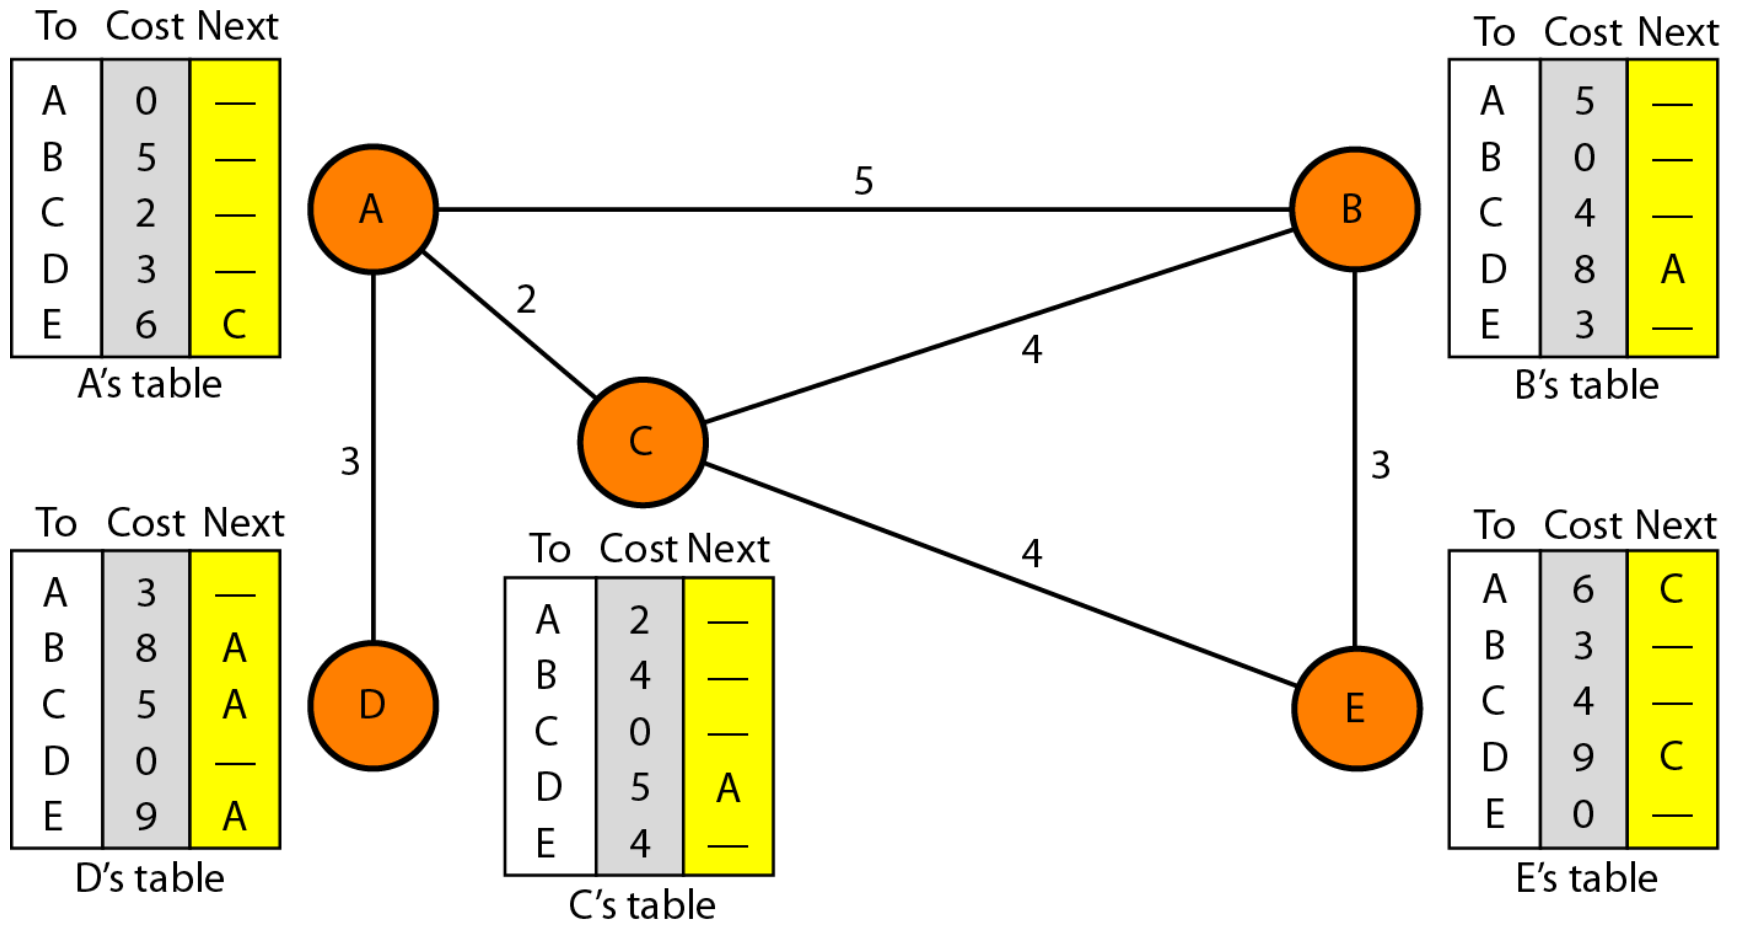 To Cost Next
A 0 —
B 5 —
C 2 —
D 3 —
E 6 C
A's table
To Cost Next
A 5 —
B 0 —
C 4 —
D 8 A
E 3 —
B's table
A
5
B
2
4
C
3
3
4
D
E
To Cost Next
A 3 —
B 8 A
C 5 A
D 0 —
E 9 A
D's table
To Cost Next
A 2 —
B 4 —
C 0 —
D 5 A
E 4 —
C's table
To Cost Next
A 6 C
B 3 —
C 4 —
D 9 C
E 0 —
E's table